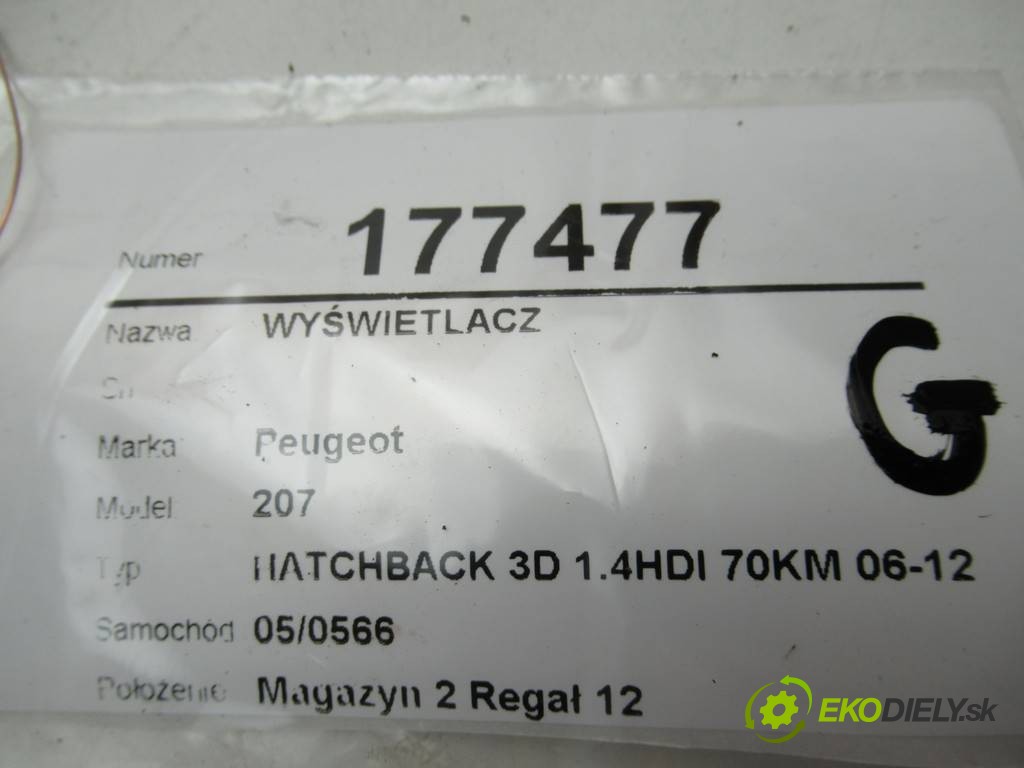 Numer 177477
Nazwa WYŚWIETLACZ
G
Marka Peugeot
Model 207
Typ HATCHBACK 3D 1.4HDI 70KM 06-12
Samochód 05/0566
Położenie Magazyn 2 Regał 12
EKODIELY.sk